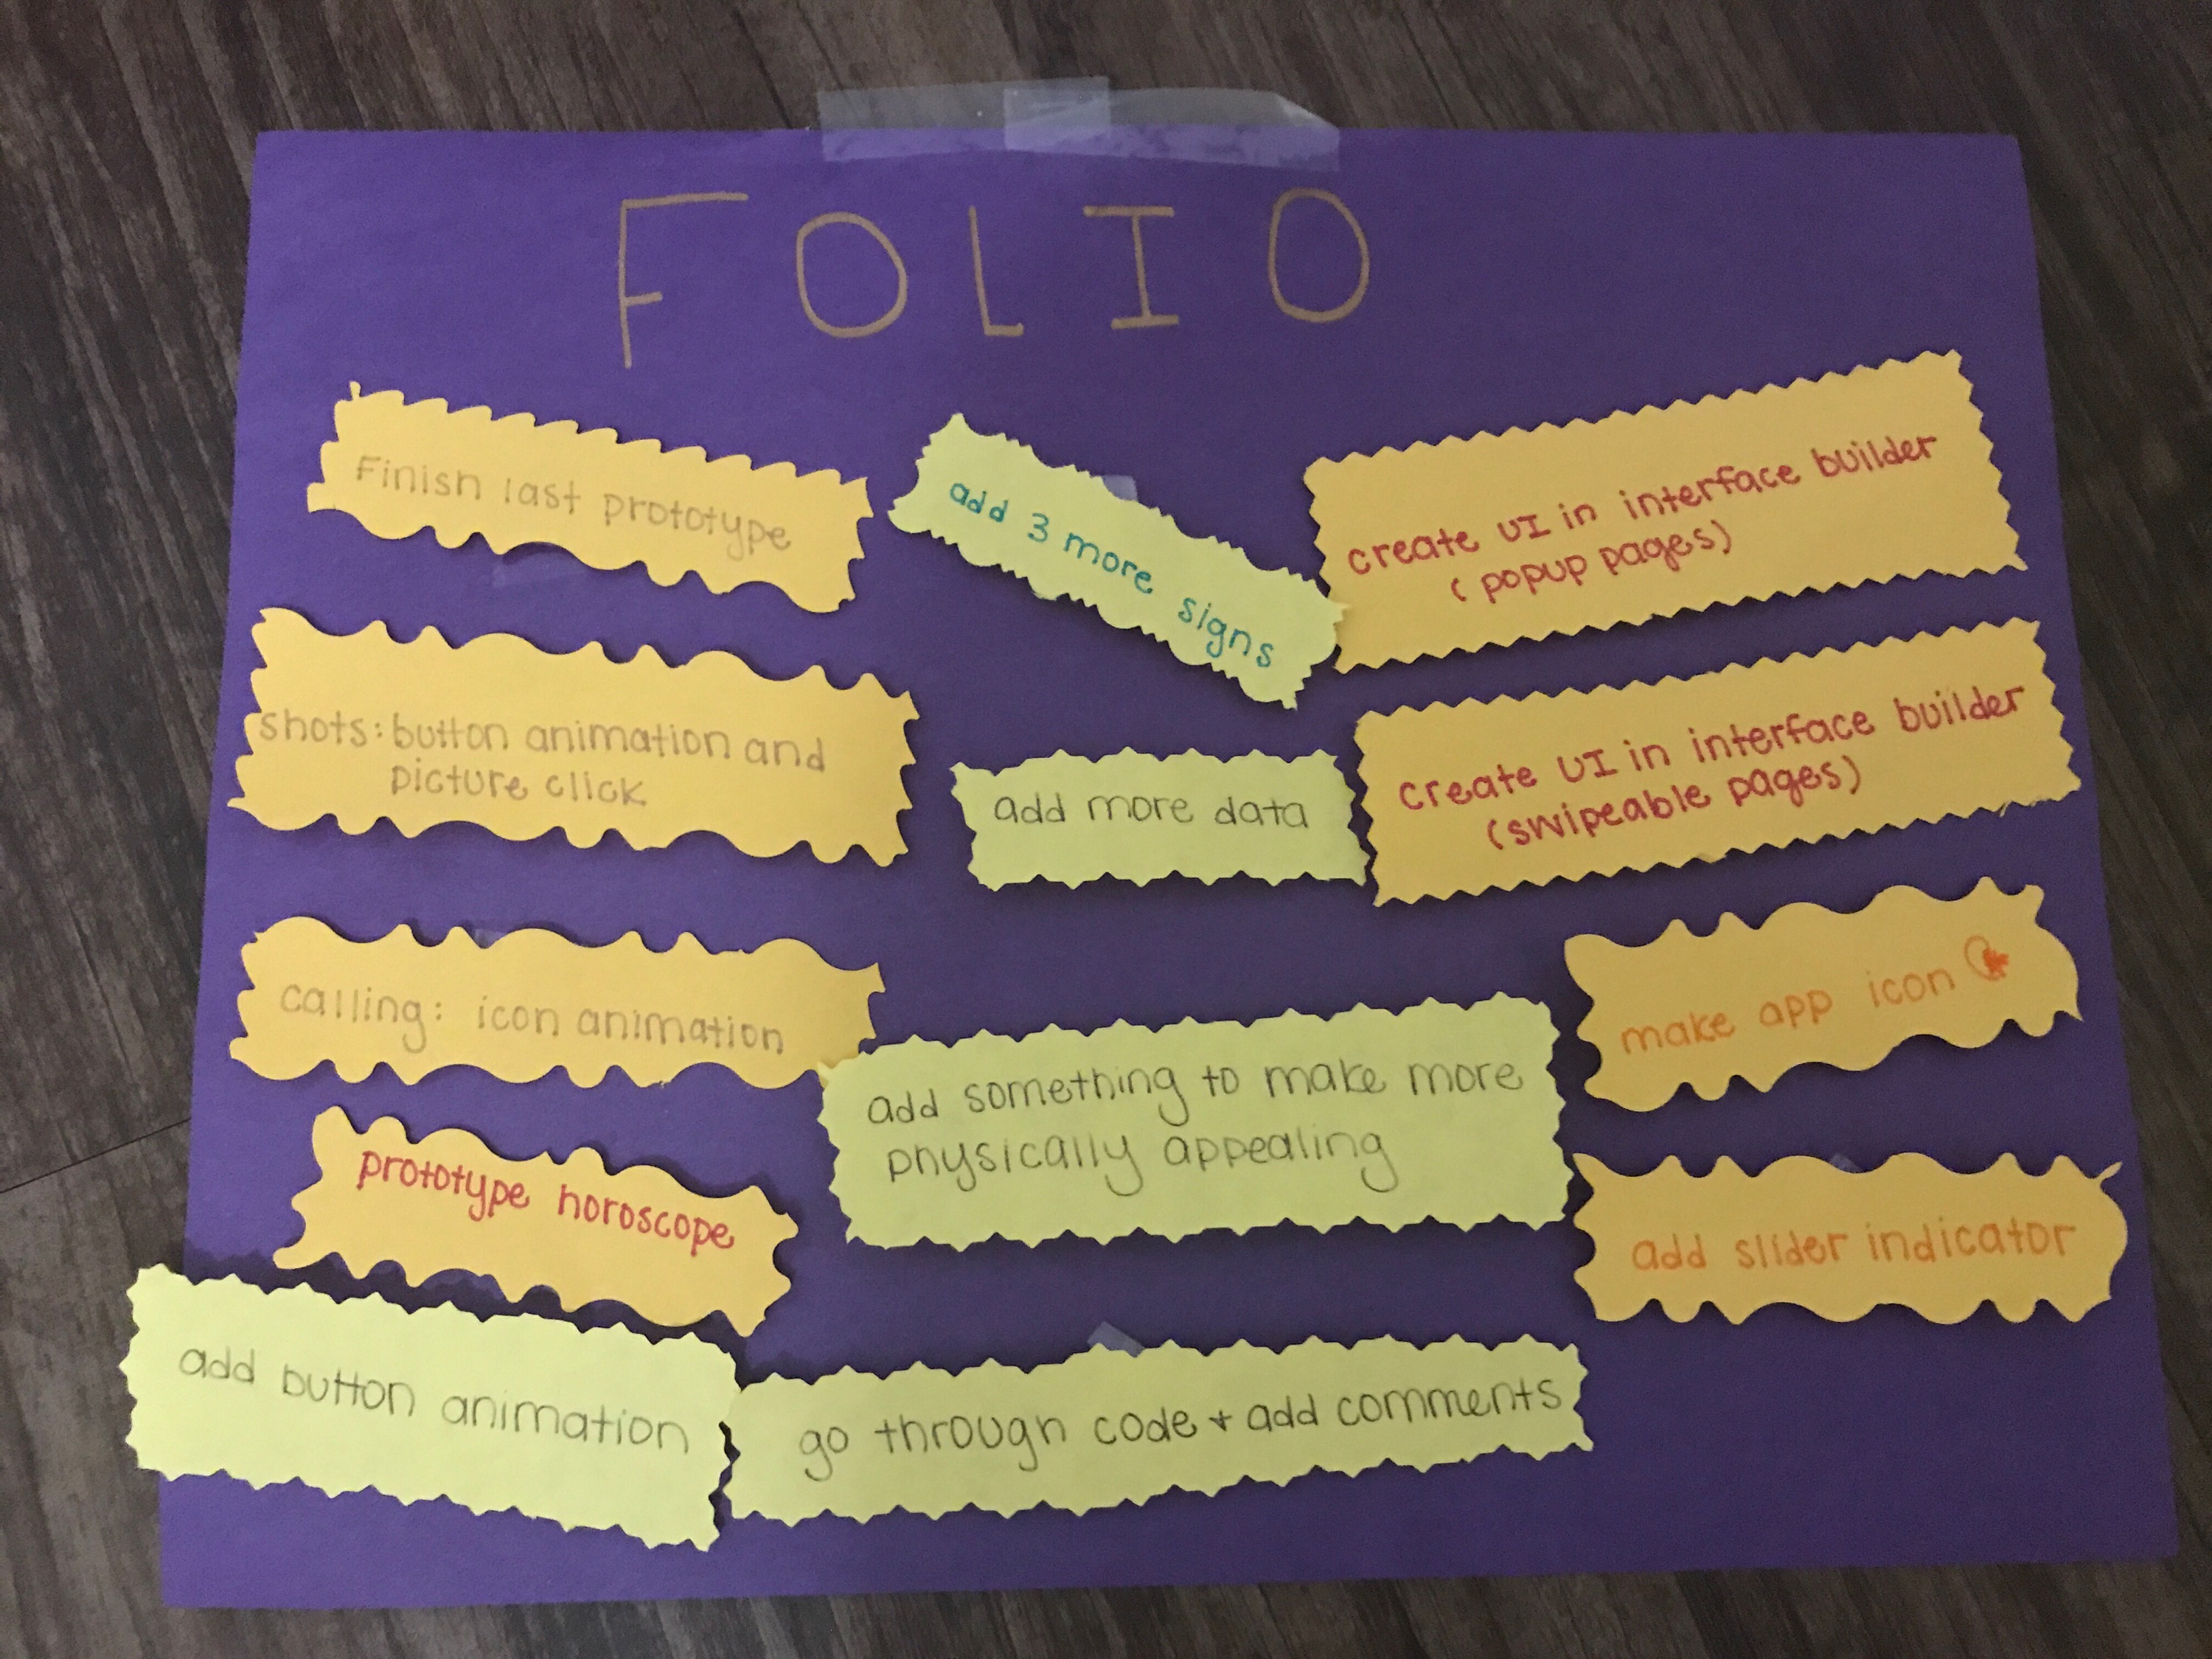 FOLIO
Finish last prototype
add 3 more signs
create UI in interface builder
(popup pages)
shots: button animation and
picture click
add more data
create UI in interface builder
(swipeable pages)
calling: icon animation
add something to make more
physically appealing
make app icon
prototype horoscope
add slider indicator
add button animation
go through code + add comments